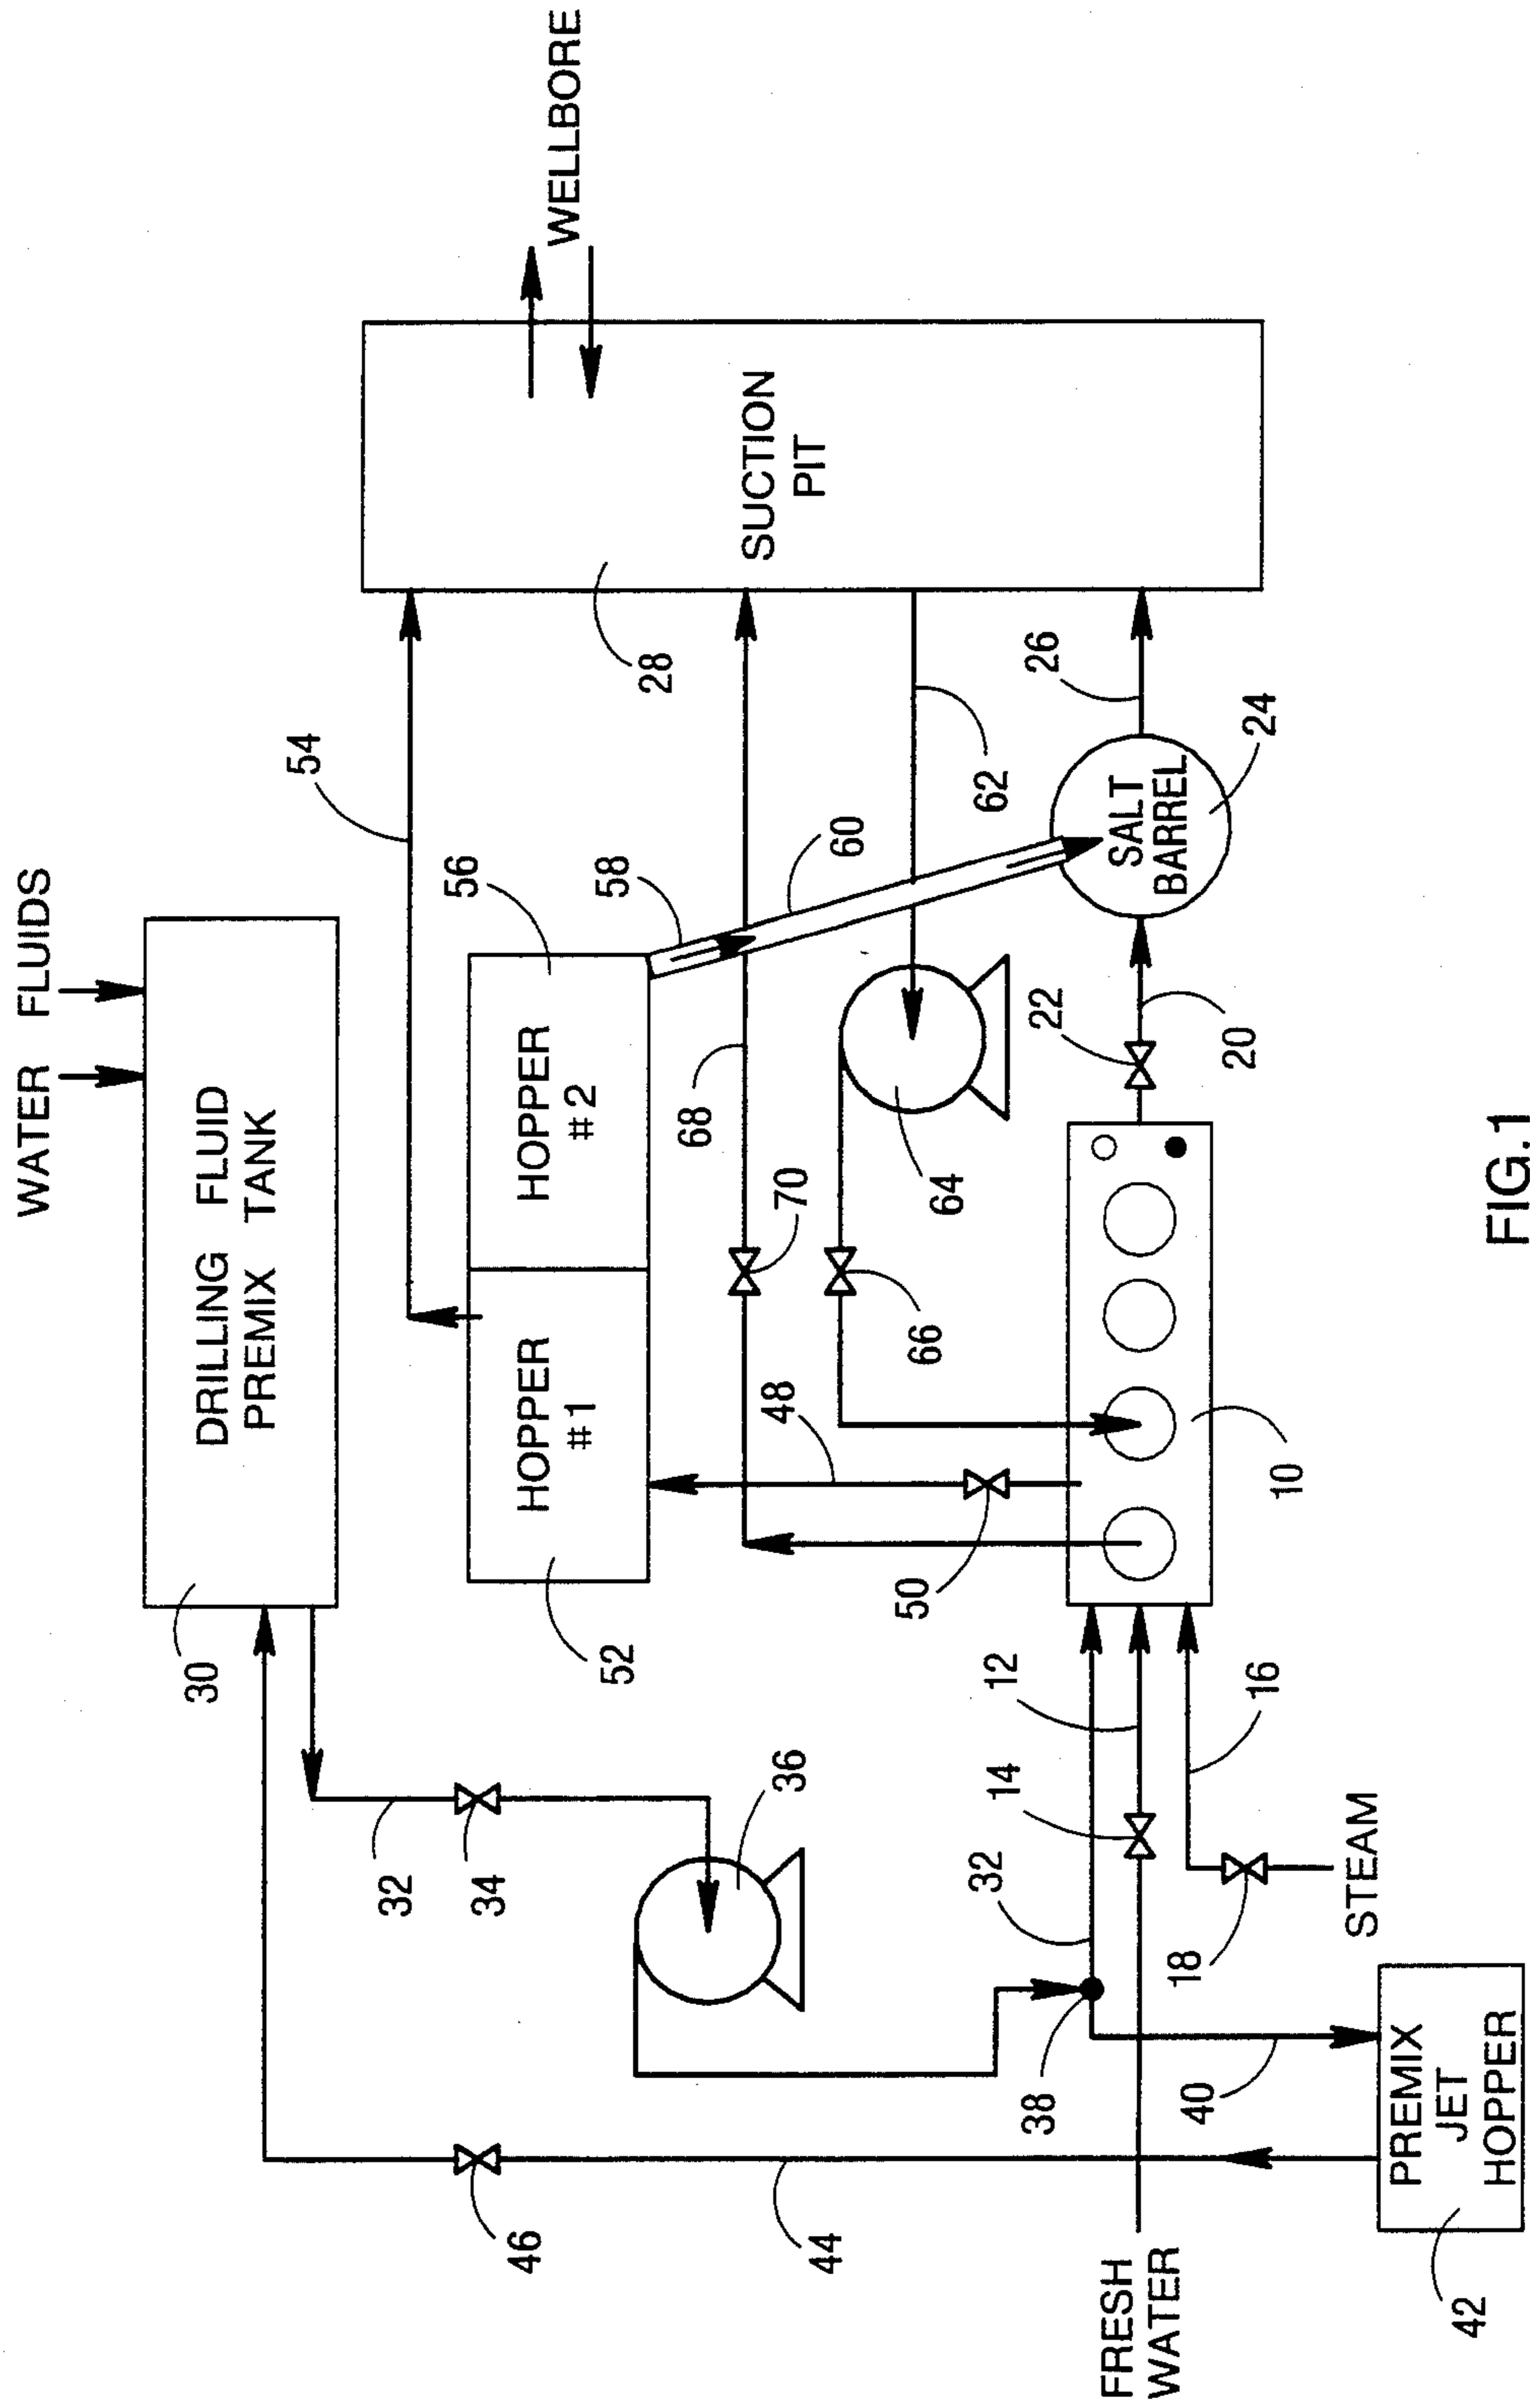 WATER FLUIDS
DRILLING FLUID
PREMIX TANK
30
54
WELLBORE
32
34
46
HOPPER
#1
HOPPER
#2
52
56
58
28
36
48
68
60
SUCTION
PIT
70
44
50
66
64
62
32
14
12
22
26
38
SALT
BARREL
FRESH
WATER
40
18
16
10
20
24
STEAM
PREMIX
JET
HOPPER
42
FIG.1